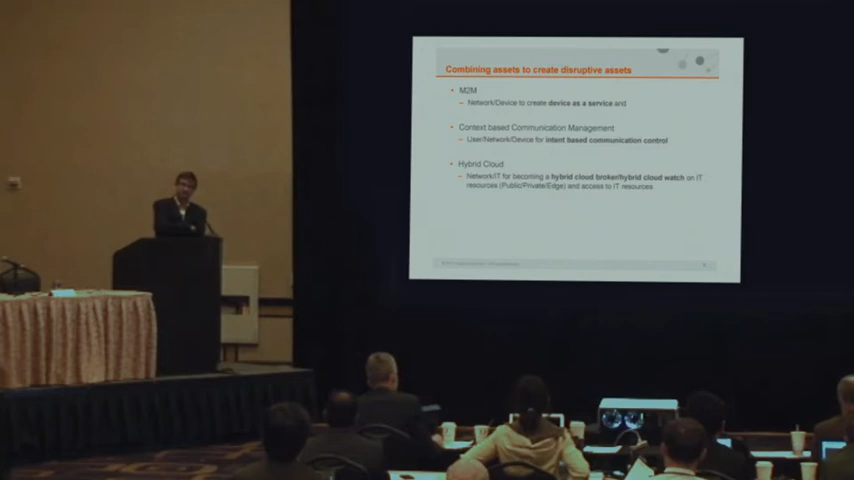 Combining assets to create disruptive assets
• M2M
– Network/Device to create device as a service and
• Context based Communication Management
– User/Network/Device for intent based communication control
• Hybrid Cloud
– Network/IT for becoming a hybrid cloud broker/hybrid cloud watch on IT
resources (Public/Private/Edge) and access to IT resources